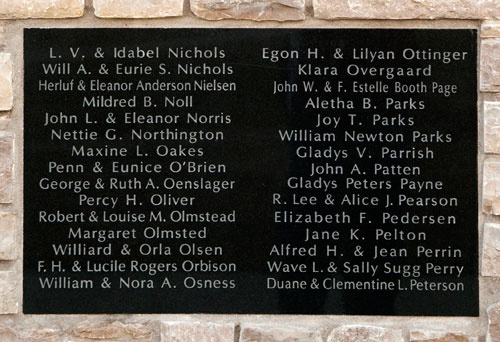 L. V. & Idabel Nichols
Will A. & Eurie S. Nichols
Herluf & Eleanor Anderson Nielsen
Mildred B. Noll
John L. & Eleanor Norris
Nettie G. Northington
Maxine L. Oakes
Penn & Eunice O'Brien
George & Ruth A. Oenslager
Percy H. Oliver
Robert & Louise M. Olmstead
Margaret Olmsted
Williard & Orla Olsen
F. H. & Lucile Rogers Orbison
William & Nora A. Osness
Egon H. & Lilyan Ottinger
Klara Overgaard
John W. & F. Estelle Booth Page
Aletha B. Parks
Joy T. Parks
William Newton Parks
Gladys V. Parrish
John A. Patten
Gladys Peters Payne
R. Lee & Alice J. Pearson
Elizabeth F. Pedersen
Jane K. Pelton
Alfred H. & Jean Perrin
Wave L. & Sally Sugg Perry
Duane & Clementine L. Peterson